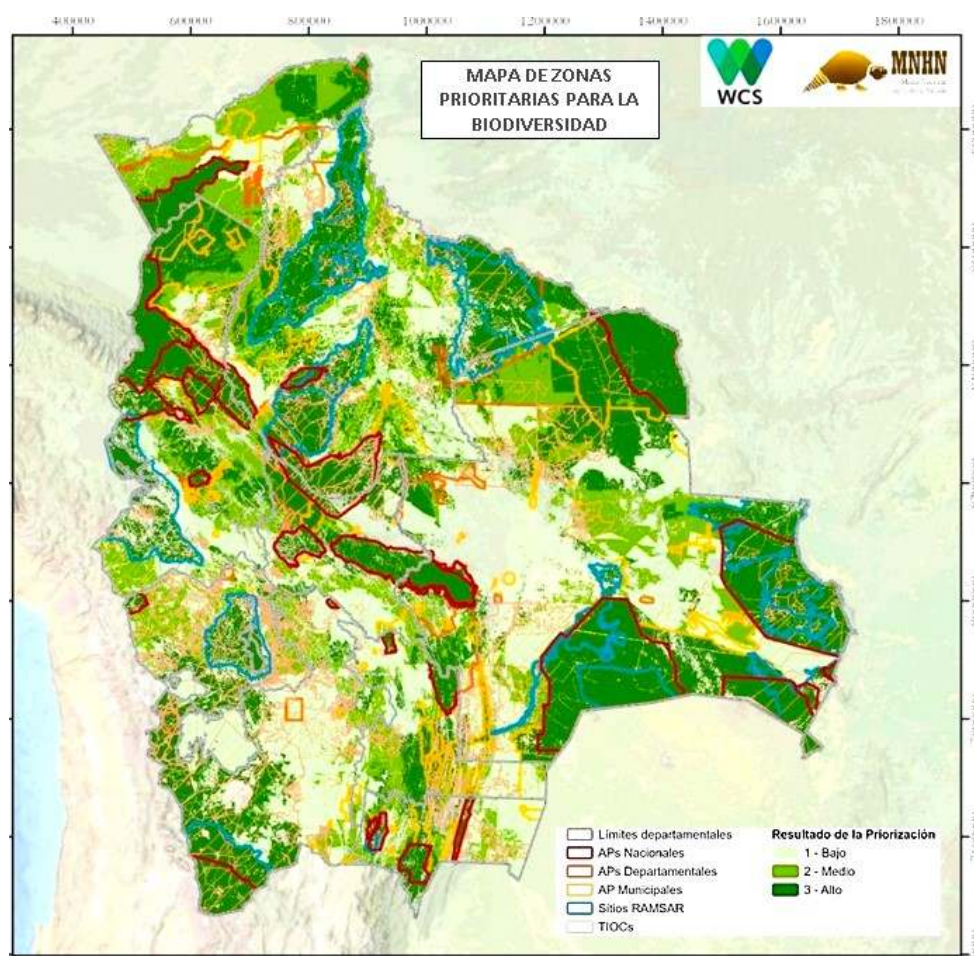 400000 600000 800000 1000000 1200000 1400000 1600000 1800000
MAPA DE ZONAS
PRIORITARIAS PARA LA
BIODIVERSIDAD
WCS
MNHN
Límites departamentales
APs Nacionales
APs Departamentales
AP Municipales
Sitios RAMSAR
TIOCs
Resultado de la Priorización
1 - Bajo
2 - Medio
3 - Alto